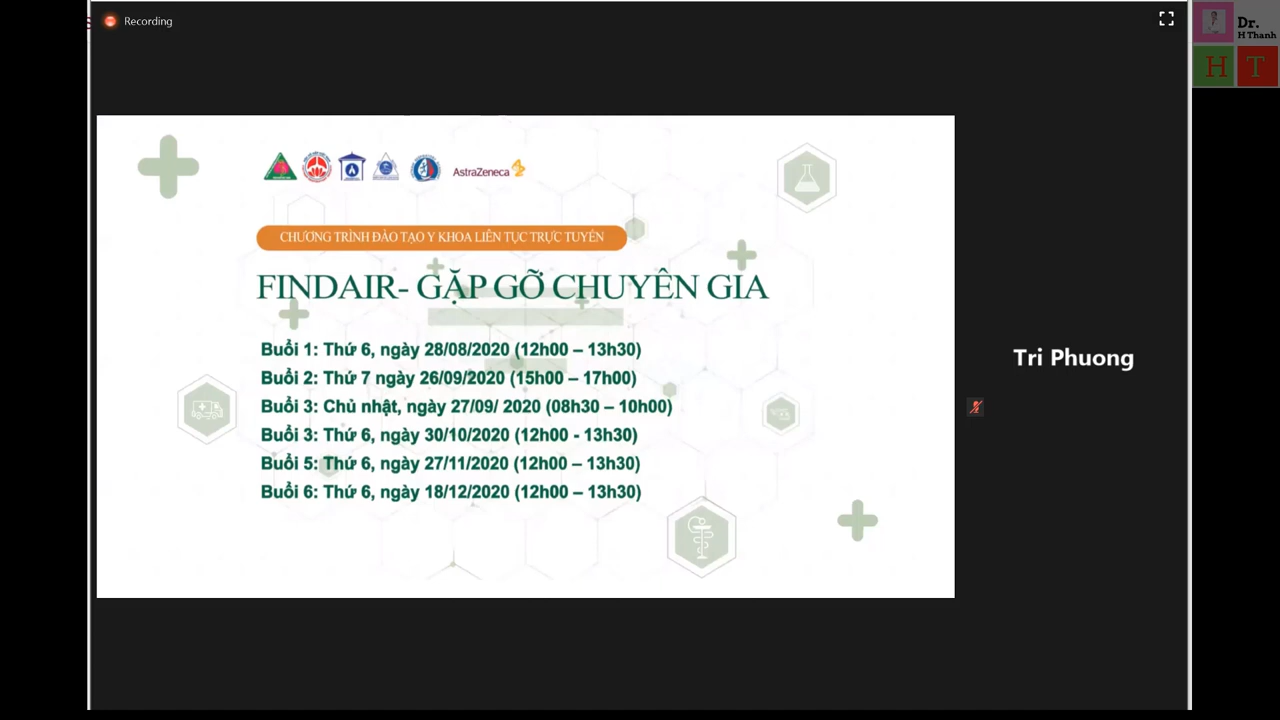 Recording
Dr.
H Thanh
H T
AstraZeneca
CHƯƠNG TRÌNH ĐÀO TẠO Y KHOA LIÊN TỤC TRỰC TUYẾN
FINDAIR- GẶP GỠ CHUYÊN GIA
Buổi 1: Thứ 6, ngày 28/08/2020 (12h00 – 13h30)
Buổi 2: Thứ 7 ngày 26/09/2020 (15h00 – 17h00)
Buổi 3: Chủ nhật, ngày 27/09/ 2020 (08h30 – 10h00)
Buổi 3: Thứ 6, ngày 30/10/2020 (12h00 - 13h30)
Buổi 5: Thứ 6, ngày 27/11/2020 (12h00 – 13h30)
Buổi 6: Thứ 6, ngày 18/12/2020 (12h00 – 13h30)
Tri Phuong